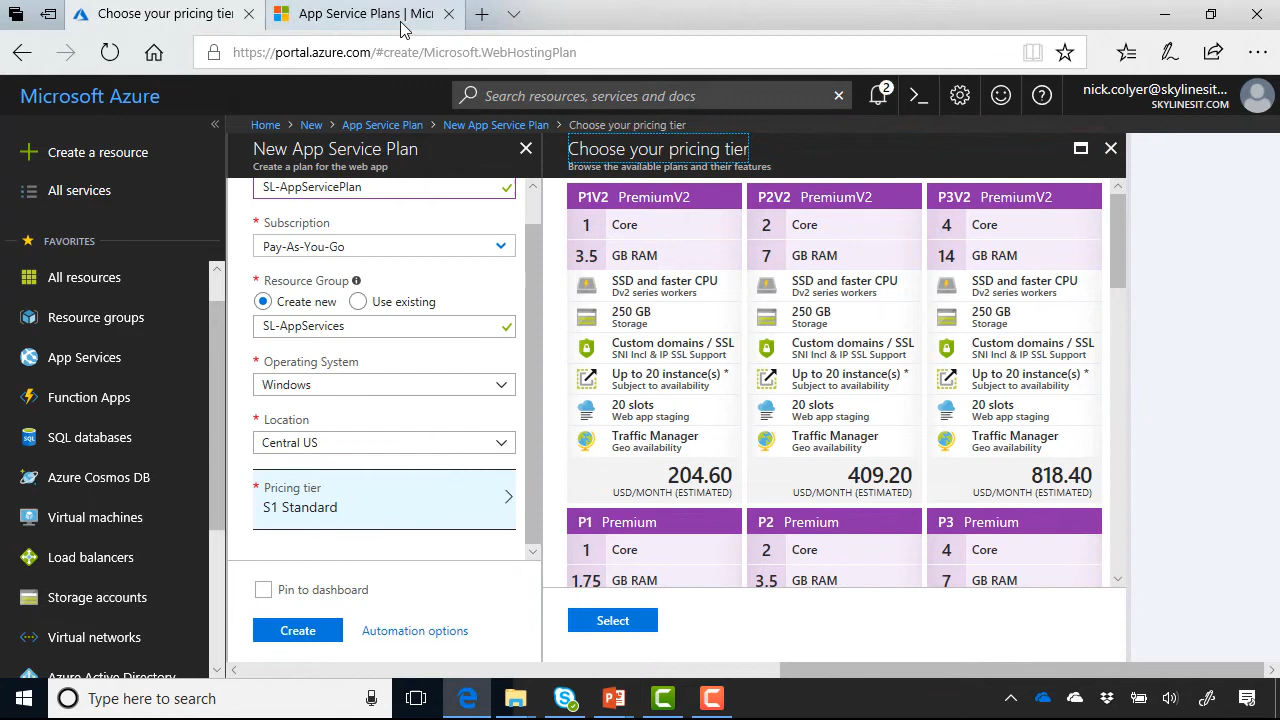 Choose your pricing tier
App Service Plans | Micr
https://portal.azure.com/#create/Microsoft.WebHostingPlan
Microsoft Azure
Search resources, services and docs
2
nick.colyer@skylinesit...
SKYLINESIT.COM
Create a resource
All services
FAVORITES
All resources
Resource groups
App Services
Function Apps
SQL databases
Azure Cosmos DB
Virtual machines
Load balancers
Storage accounts
Virtual networks
Azure Active Directory
Home > New > App Service Plan > New App Service Plan > Choose your pricing tier
New App Service Plan
Create a plan for the web app
SL-AppServicePlan
* Subscription
Pay-As-You-Go
* Resource Group
Create new
Use existing
SL-AppServices
* Operating System
Windows
* Location
Central US
* Pricing tier
S1 Standard
Pin to dashboard
Create
Automation options
Choose your pricing tier
Browse the available plans and their features
P1V2 PremiumV2
1 Core
3.5 GB RAM
SSD and faster CPU
Dv2 series workers
250 GB
Storage
Custom domains / SSL
SNI Incl & IP SSL Support
Up to 20 instance(s) *
Subject to availability
20 slots
Web app staging
Traffic Manager
Geo availability
204.60
USD/MONTH (ESTIMATED)
P2V2 PremiumV2
2 Core
7 GB RAM
SSD and faster CPU
Dv2 series workers
250 GB
Storage
Custom domains / SSL
SNI Incl & IP SSL Support
Up to 20 instance(s) *
Subject to availability
20 slots
Web app staging
Traffic Manager
Geo availability
409.20
USD/MONTH (ESTIMATED)
P3V2 PremiumV2
4 Core
14 GB RAM
SSD and faster CPU
Dv2 series workers
250 GB
Storage
Custom domains / SSL
SNI Incl & IP SSL Support
Up to 20 instance(s) *
Subject to availability
20 slots
Web app staging
Traffic Manager
Geo availability
818.40
USD/MONTH (ESTIMATED)
P1 Premium
1 Core
1.75 GB RAM
P2 Premium
2 Core
3.5 GB RAM
P3 Premium
4 Core
7 GB RAM
Select
Type here to search